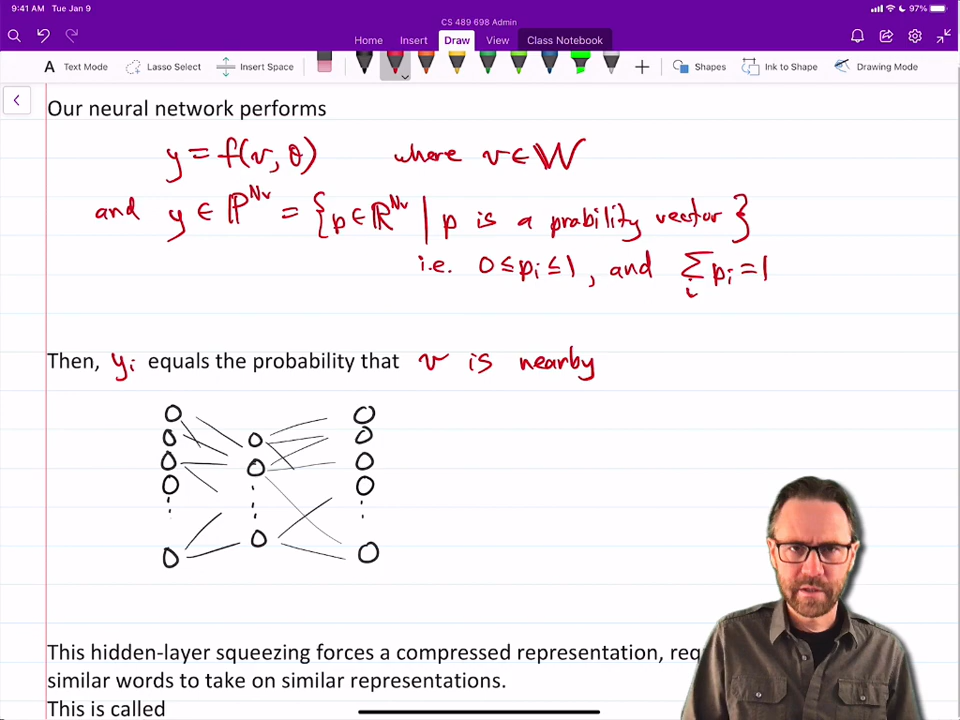 9:41 AM Tue Jan 9
97%
CS 489 698 Admin
Home Insert Draw View Class Notebook
A Text Mode Lasso Select Insert Space Shapes Ink to Shape Drawing Mode
Our neural network performs
y = f(v, θ) where v ∈ 𝕎
and y ∈ ℙ^Nv = {p ∈ ℝ^Nv | p is a prability vector}
i.e. 0 ≤ pᵢ ≤ 1, and ∑ᵢ pᵢ = 1
Then, yᵢ equals the probability that v is nearby
This hidden-layer squeezing forces a compressed representation,
similar words to take on similar representations.
This is called